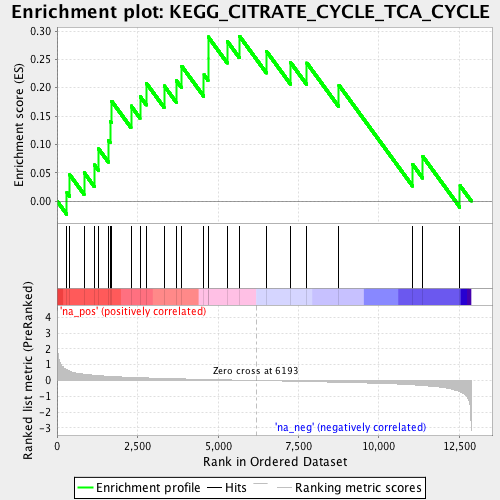 Enrichment plot: KEGG_CITRATE_CYCLE_TCA_CYCLE
Enrichment score (ES)
0.30
0.25
0.20
0.15
0.10
0.05
0.00
'na_pos' (positively correlated)
Ranked list metric (PreRanked)
4
3
2
1
0
-1
-2
-3
Zero cross at 6193
'na_neg' (negatively correlated)
0
2,500
5,000
7,500
10,000
12,500
Rank in Ordered Dataset
Enrichment profile
Hits
Ranking metric scores